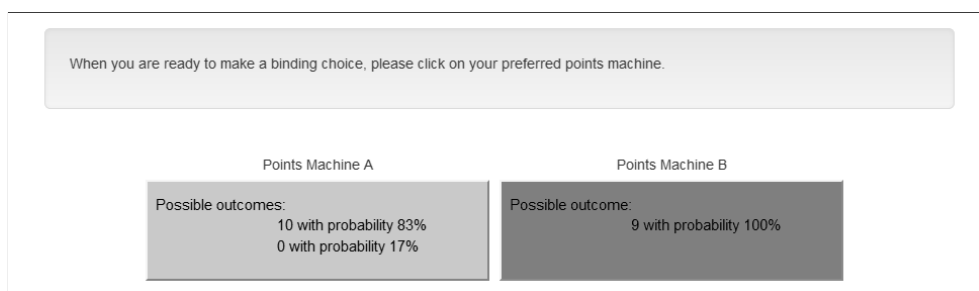 When you are ready to make a binding choice, please click on your preferred points machine.
Points Machine A
Possible outcomes:
10 with probability 83%
0 with probability 17%
Points Machine B
Possible outcome:
9 with probability 100%